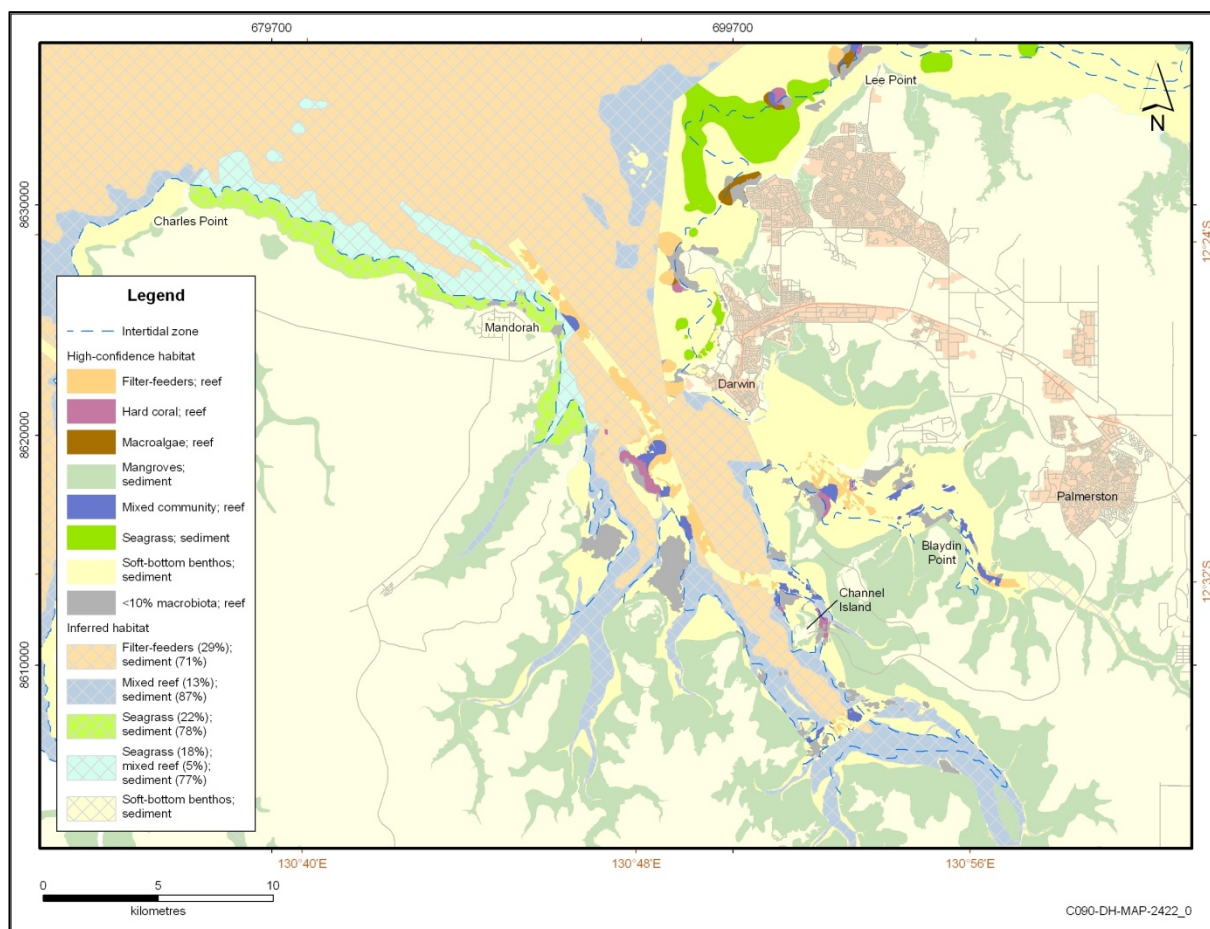 679700
699700
Lee Point
N
8630000
Charles Point
12°24'S
Legend
Intertidal zone
High-confidence habitat
Filter-feeders; reef
Hard coral; reef
Macroalgae; reef
Mangroves;
sediment
Mixed community; reef
Seagrass; sediment
Soft-bottom benthos;
sediment
<10% macrobiota; reef
Inferred habitat
Filter-feeders (29%);
sediment (71%)
Mixed reef (13%);
sediment (87%)
Seagrass (22%);
sediment (78%)
Seagrass (18%);
mixed reef (5%);
sediment (77%)
Soft-bottom benthos;
sediment
Mandorah
Darwin
8620000
Palmerston
Blaydin
Point
Channel
Island
12°32'S
8610000
130°40'E
130°48'E
130°56'E
0 5 10
kilometres
C090-DH-MAP-2422_0